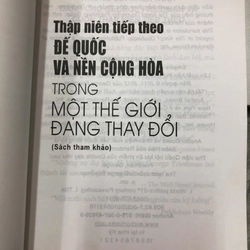 Thập niên tiếp theo
ĐẾ QUỐC
VÀ NỀN CỘNG HÒA
TRONG
MỘT THẾ GIỚI
ĐANG THAY ĐỔI
(Sách tham khảo)